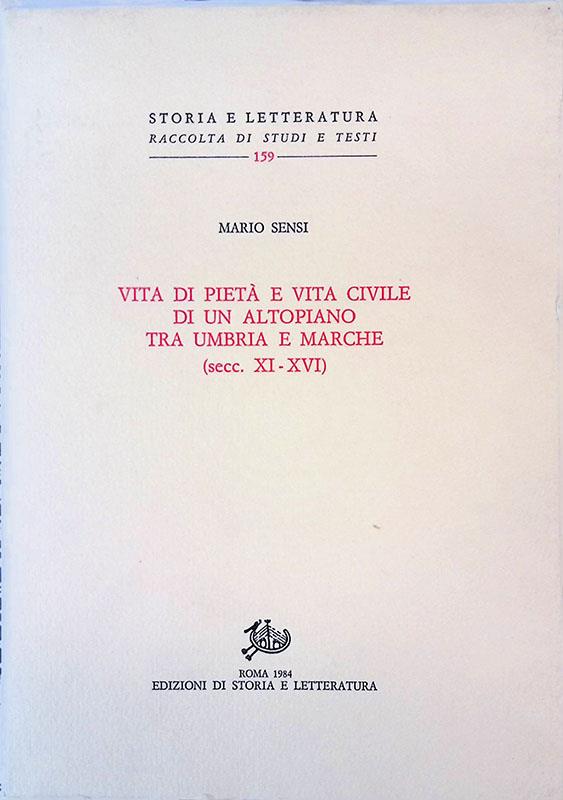 STORIA E LETTERATURA
RACCOLTA DI STUDI E TESTI
159
MARIO SENSI
VITA DI PIETÀ E VITA CIVILE
DI UN ALTOPIANO
TRA UMBRIA E MARCHE
(secc. XI - XVI)
ROMA 1984
EDIZIONI DI STORIA E LETTERATURA